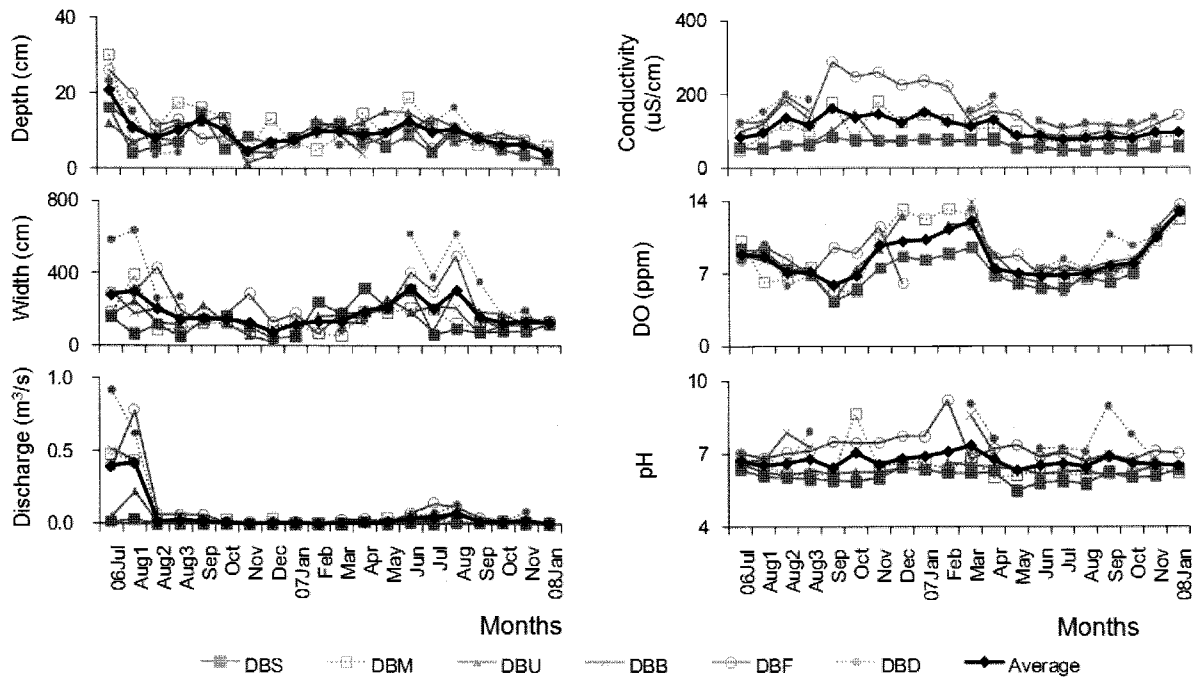 Depth (cm)
40
20
0
Width (cm)
800
400
0
Discharge (m³/s)
1.0
0.5
0.0
06Jul
Aug1
Aug2
Aug3
Sep
Oct
Nov
Dec
07Jan
Feb
Mar
Apr
May
Jun
Jul
Aug
Sep
Oct
Nov
08Jan
Months
Conductivity
(uS/cm)
400
200
0
DO (ppm)
14
7
0
pH
10
7
4
06Jul
Aug1
Aug2
Aug3
Sep
Oct
Nov
Dec
07Jan
Feb
Mar
Apr
May
Jun
Jul
Aug
Sep
Oct
Nov
08Jan
Months
DBS DBM DBU DBB DBF DBD Average